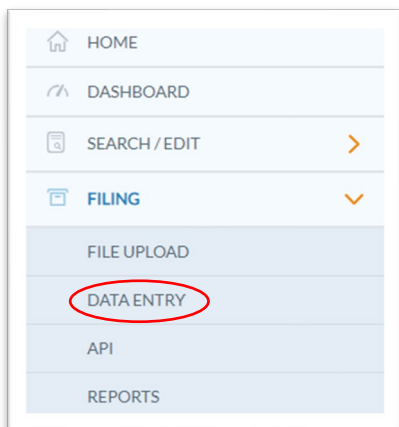 HOME
DASHBOARD
SEARCH / EDIT
FILING
FILE UPLOAD
DATA ENTRY
API
REPORTS